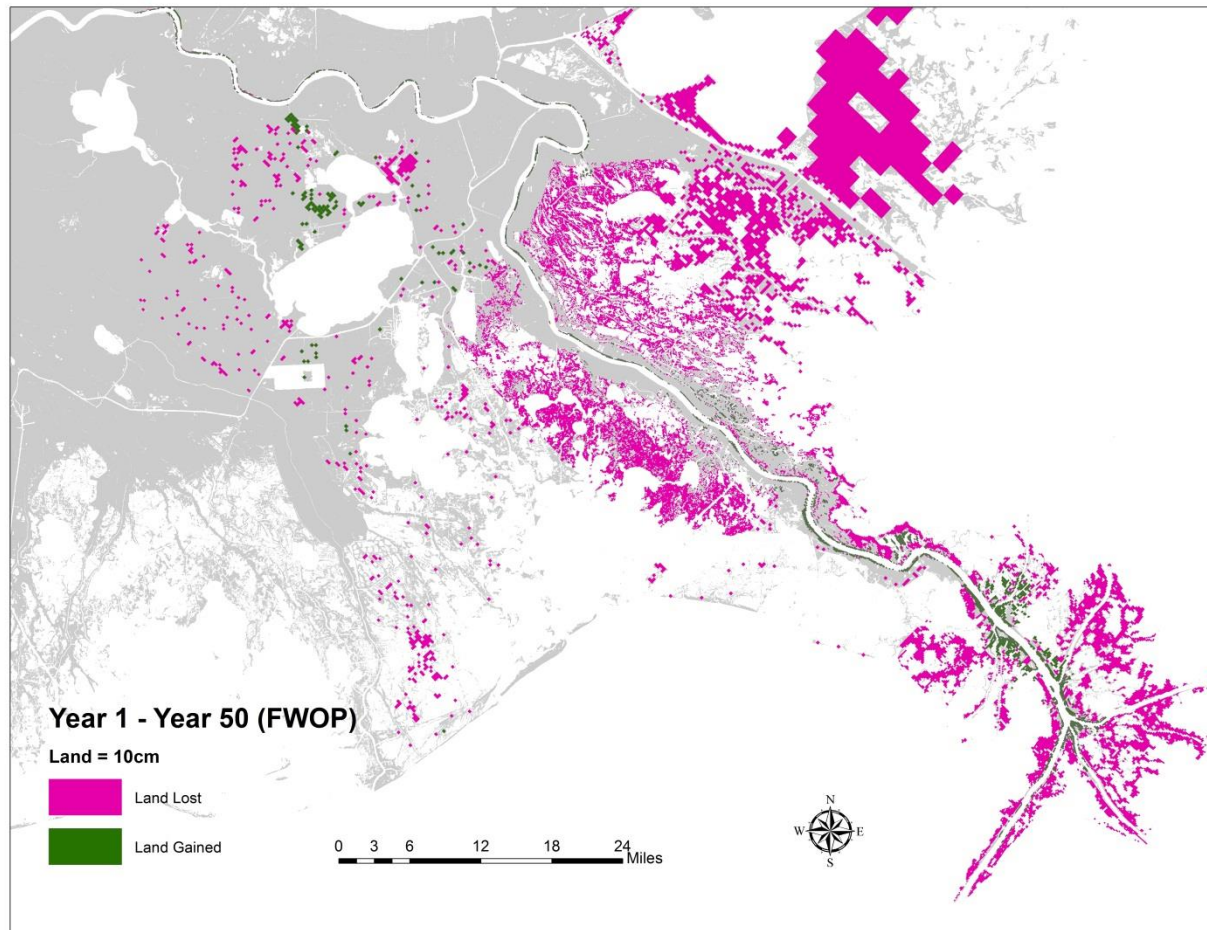 Year 1 - Year 50 (FWOP)
Land = 10cm
Land Lost
Land Gained
0 3 6 12 18 24 Miles
N
W E
S